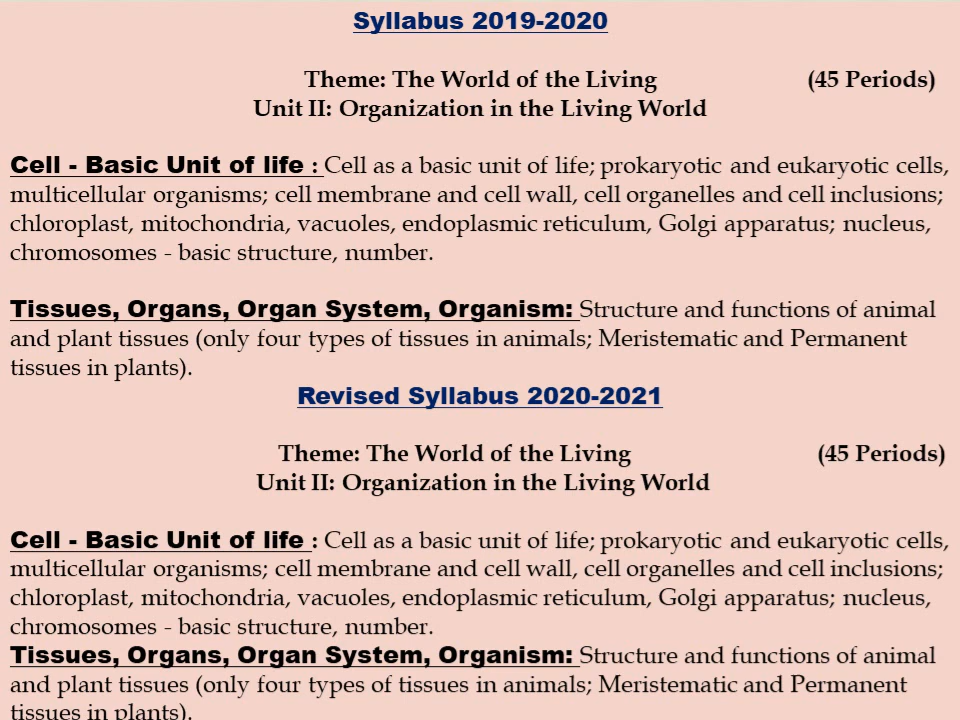 Syllabus 2019-2020
Theme: The World of the Living (45 Periods)
Unit II: Organization in the Living World
Cell - Basic Unit of life : Cell as a basic unit of life; prokaryotic and eukaryotic cells,
multicellular organisms; cell membrane and cell wall, cell organelles and cell inclusions;
chloroplast, mitochondria, vacuoles, endoplasmic reticulum, Golgi apparatus; nucleus,
chromosomes - basic structure, number.
Tissues, Organs, Organ System, Organism: Structure and functions of animal
and plant tissues (only four types of tissues in animals; Meristematic and Permanent
tissues in plants).
Revised Syllabus 2020-2021
Theme: The World of the Living (45 Periods)
Unit II: Organization in the Living World
Cell - Basic Unit of life : Cell as a basic unit of life; prokaryotic and eukaryotic cells,
multicellular organisms; cell membrane and cell wall, cell organelles and cell inclusions;
chloroplast, mitochondria, vacuoles, endoplasmic reticulum, Golgi apparatus; nucleus,
chromosomes - basic structure, number.
Tissues, Organs, Organ System, Organism: Structure and functions of animal
and plant tissues (only four types of tissues in animals; Meristematic and Permanent
tissues in plants).